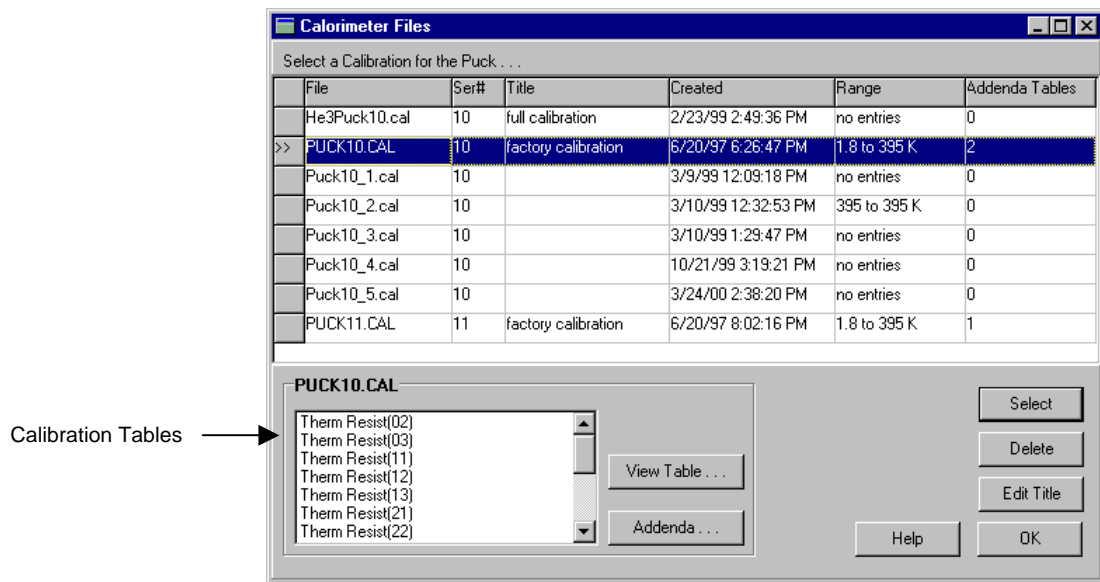 Calorimeter Files
Select a Calibration for the Puck . . .
File Ser# Title Created Range Addenda Tables
He3Puck10.cal 10 full calibration 2/23/99 2:49:36 PM no entries 0
>> PUCK10.CAL 10 factory calibration 6/20/97 6:26:47 PM 1.8 to 395 K 2
Puck10_1.cal 10 3/9/99 12:09:18 PM no entries 0
Puck10_2.cal 10 3/10/99 12:32:53 PM 395 to 395 K 0
Puck10_3.cal 10 3/10/99 1:29:47 PM no entries 0
Puck10_4.cal 10 10/21/99 3:19:21 PM no entries 0
Puck10_5.cal 10 3/24/00 2:38:20 PM no entries 0
PUCK11.CAL 11 factory calibration 6/20/97 8:02:16 PM 1.8 to 395 K 1
PUCK10.CAL
Calibration Tables
Therm Resist(02)
Therm Resist(03)
Therm Resist(11)
Therm Resist(12)
Therm Resist(13)
Therm Resist(21)
Therm Resist(22)
View Table . . .
Addenda . . .
Select
Delete
Edit Title
Help
OK